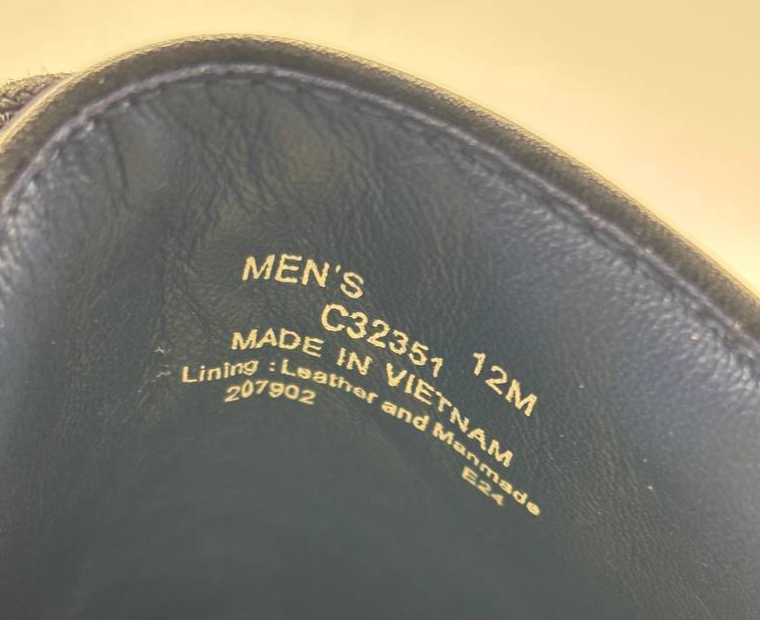 MEN'S
C32351 12M
MADE IN VIETNAM
Lining :Leather and Manmade
207902 E24